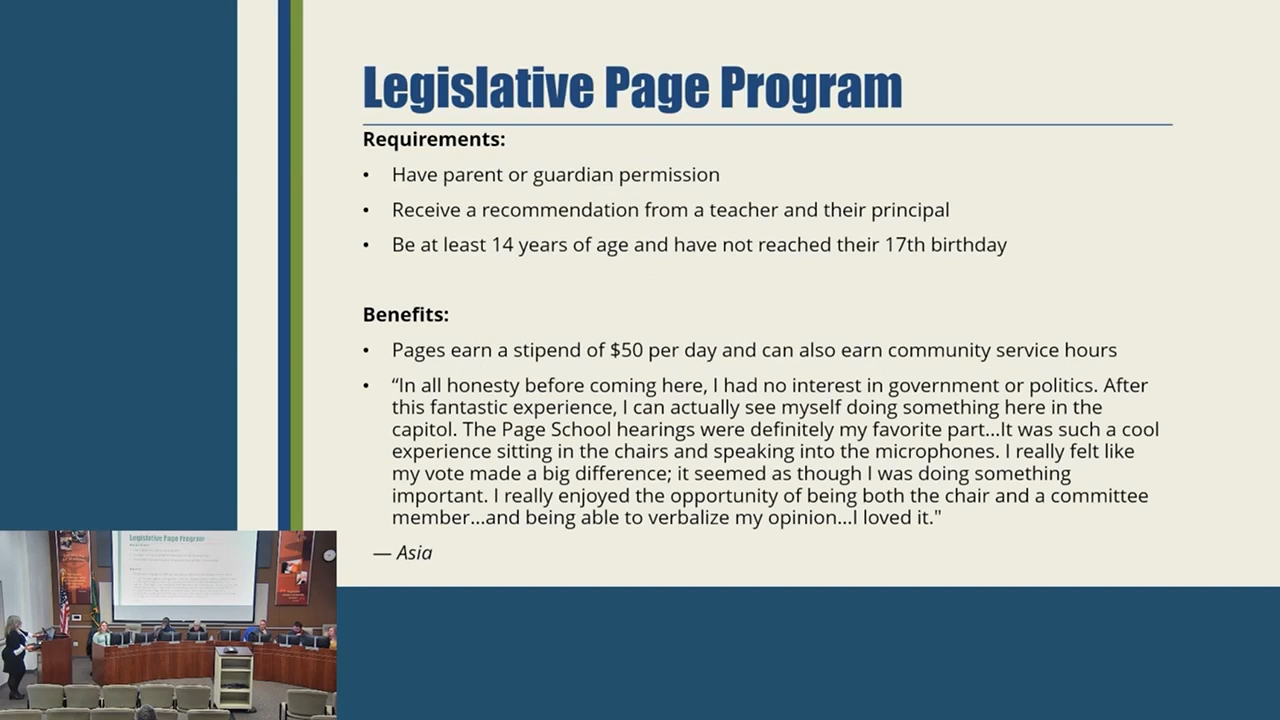 Legislative Page Program
Requirements:
• Have parent or guardian permission
• Receive a recommendation from a teacher and their principal
• Be at least 14 years of age and have not reached their 17th birthday
Benefits:
• Pages earn a stipend of $50 per day and can also earn community service hours
• “In all honesty before coming here, I had no interest in government or politics. After
this fantastic experience, I can actually see myself doing something here in the
capitol. The Page School hearings were definitely my favorite part...It was such a cool
experience sitting in the chairs and speaking into the microphones. I really felt like
my vote made a big difference; it seemed as though I was doing something
important. I really enjoyed the opportunity of being both the chair and a committee
member...and being able to verbalize my opinion...I loved it."
— Asia
Legislative Page Program